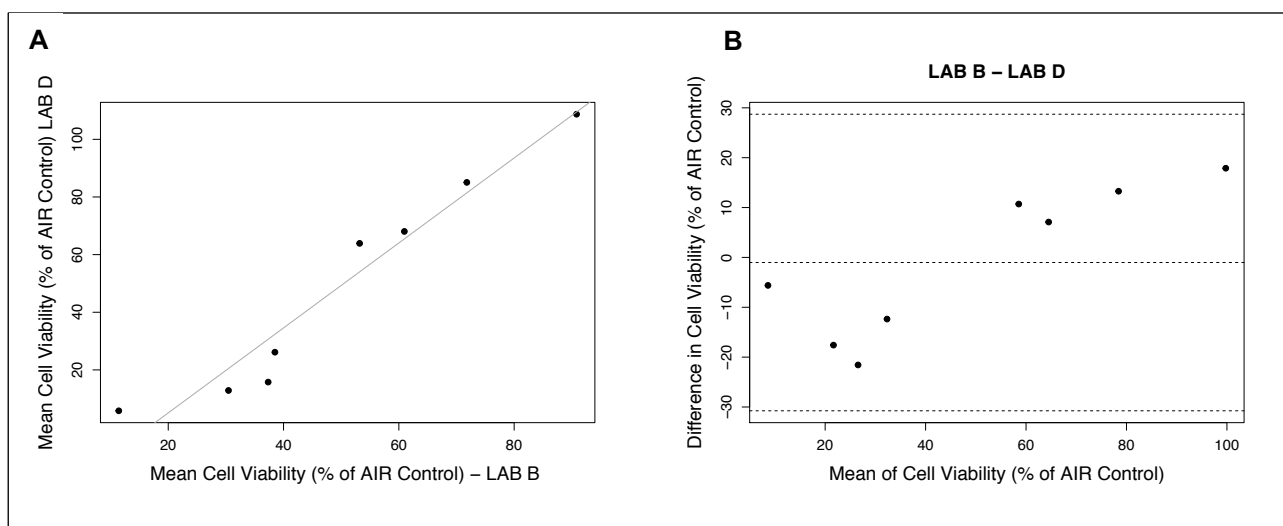 A
Mean Cell Viability (% of AIR Control) LAB D
100
80
60
40
20
20 40 60 80
Mean Cell Viability (% of AIR Control) – LAB B
B
LAB B – LAB D
Difference in Cell Viability (% of AIR Control)
30
20
10
0
−10
−20
−30
20 40 60 80 100
Mean of Cell Viability (% of AIR Control)